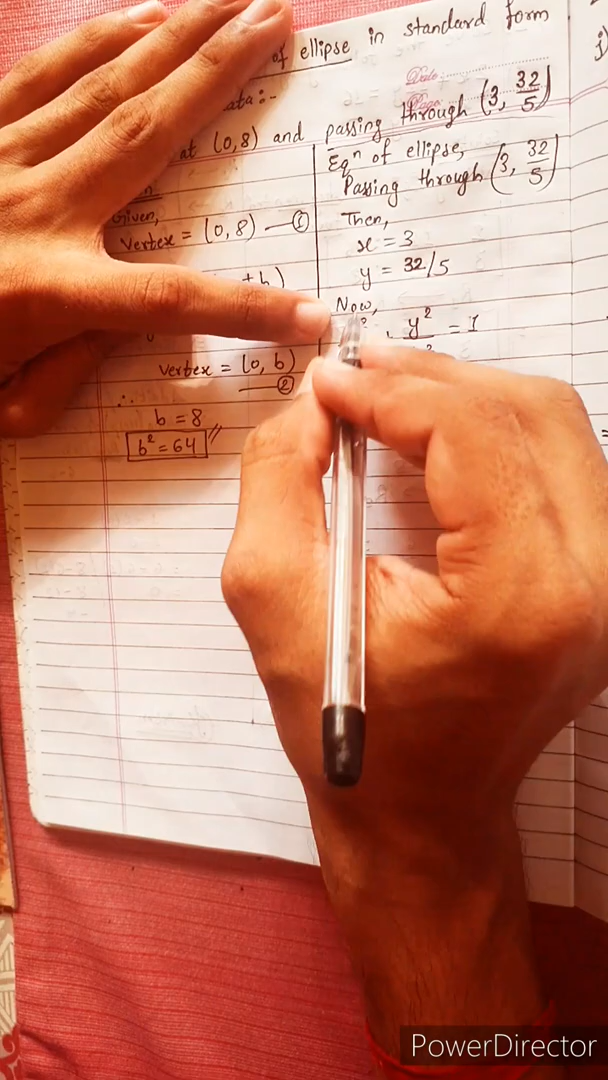 of ellipse in standard form
ata:-
Date:
Page
at (0,8) and passing through (3, 32/5)
Given,
Vertex = (0,8) —①
+h)
Vertex = (0, b)
②
∴
b = 8
b² = 64 //
Eqⁿ of ellipse,
Passing through (3, 32/5)
Then,
x = 3
y = 32/5
Now,
y² = 1
PowerDirector